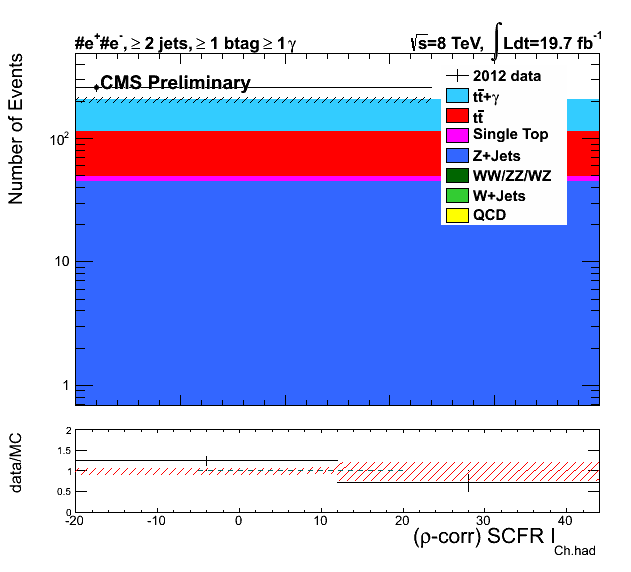 #e⁺#e⁻, ≥ 2 jets, ≥ 1 btag ≥ 1 γ
√s=8 TeV, ∫ Ldt=19.7 fb⁻¹
CMS Preliminary
Number of Events
10²
10
1
2012 data
tt̄+γ
tt̄
Single Top
Z+Jets
WW/ZZ/WZ
W+Jets
QCD
data/MC
2
1.5
1
0.5
0
-20 -10 0 10 20 30 40
(ρ-corr) SCFR I_Ch.had